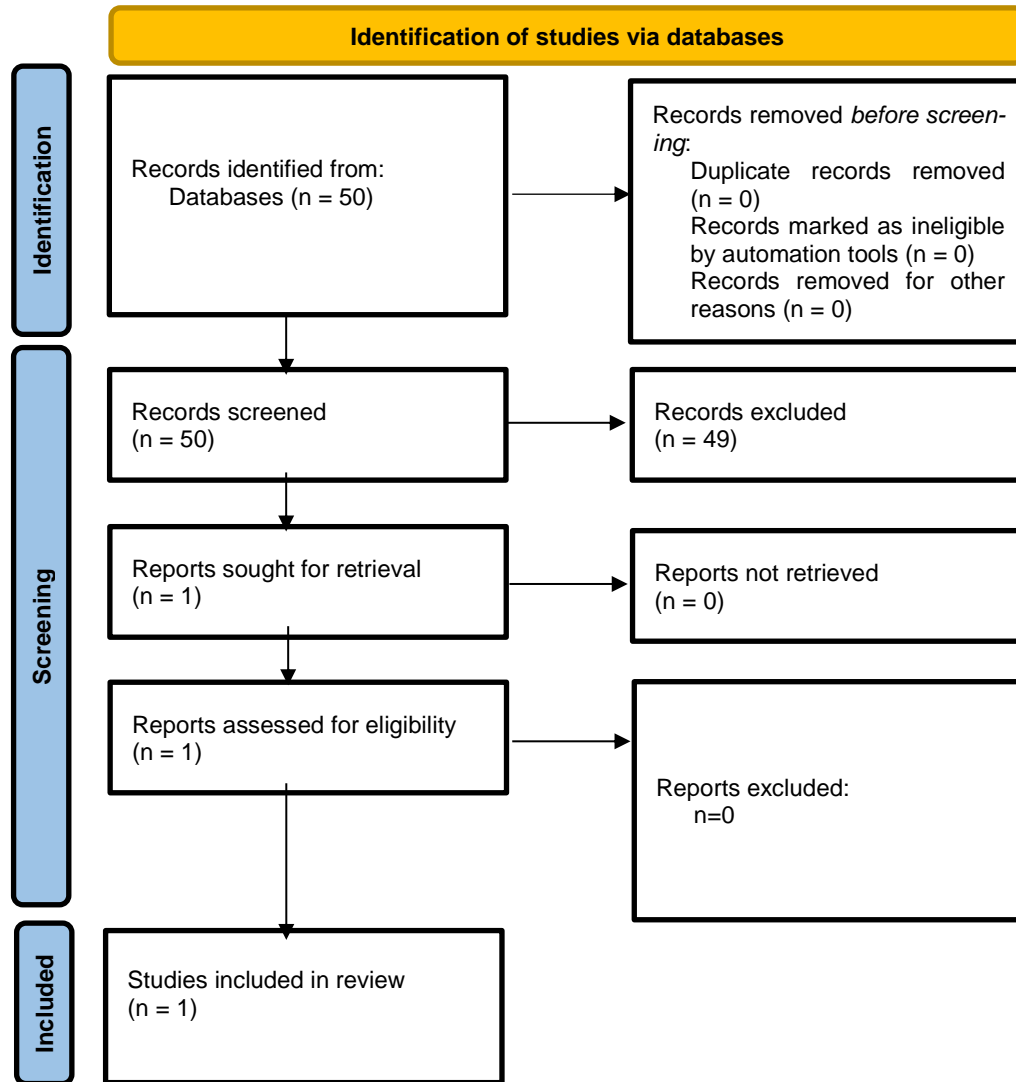 Identification of studies via databases
Identification
Records identified from:
Databases (n = 50)
Records removed before screen-
ing:
Duplicate records removed
(n = 0)
Records marked as ineligible
by automation tools (n = 0)
Records removed for other
reasons (n = 0)
Screening
Records screened
(n = 50)
Records excluded
(n = 49)
Reports sought for retrieval
(n = 1)
Reports not retrieved
(n = 0)
Reports assessed for eligibility
(n = 1)
Reports excluded:
n=0
Included
Studies included in review
(n = 1)